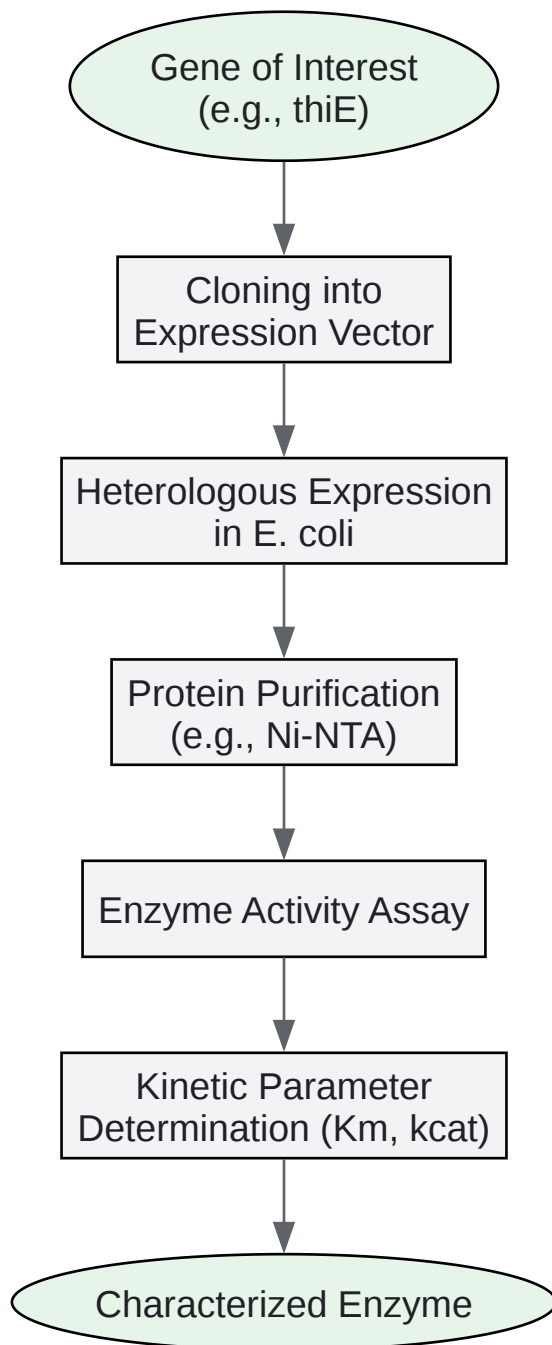 Gene of Interest
(e.g., thiE)
Cloning into
Expression Vector
Heterologous Expression
in E. coli
Protein Purification
(e.g., Ni-NTA)
Enzyme Activity Assay
Kinetic Parameter
Determination (Km, kcat)
Characterized Enzyme